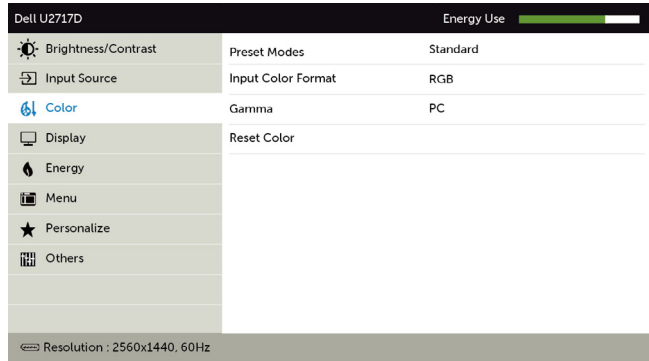 Dell U2717D Energy Use
Brightness/Contrast Preset Modes Standard
Input Source Input Color Format RGB
Color Gamma PC
Display Reset Color
Energy
Menu
Personalize
Others
Resolution : 2560x1440, 60Hz